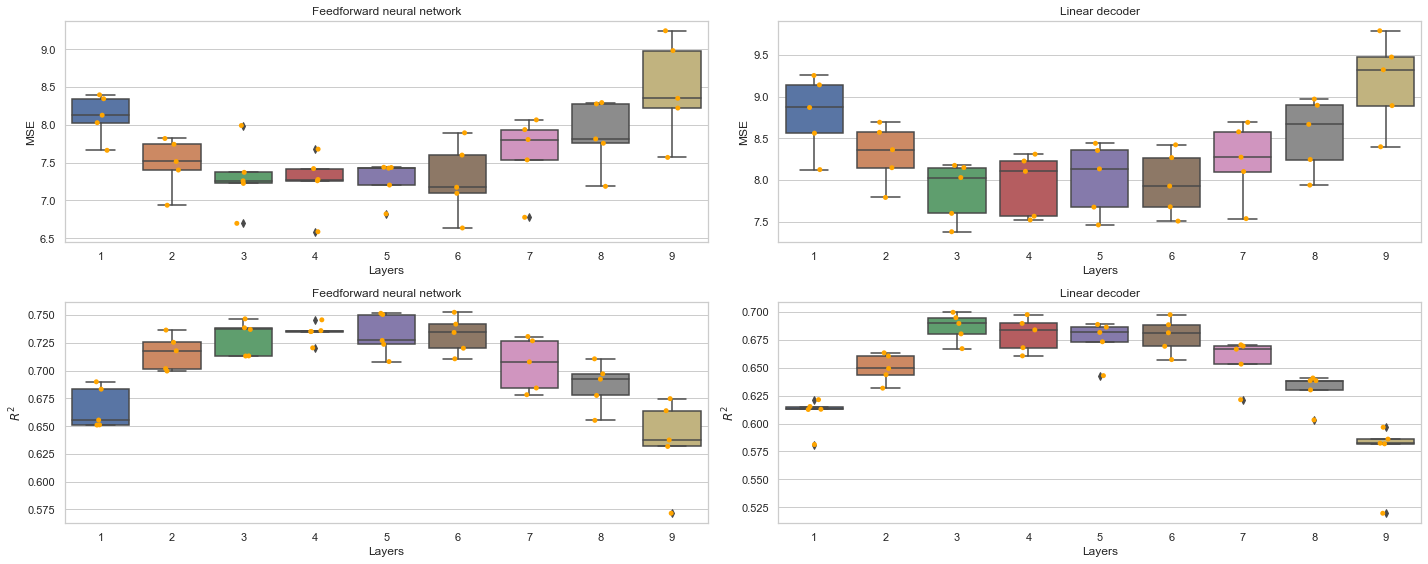 Feedforward neural network
MSE
9.0
8.5
8.0
7.5
7.0
6.5
1 2 3 4 5 6 7 8 9
Layers
Linear decoder
MSE
9.5
9.0
8.5
8.0
7.5
1 2 3 4 5 6 7 8 9
Layers
Feedforward neural network
R²
0.750
0.725
0.700
0.675
0.650
0.625
0.600
0.575
1 2 3 4 5 6 7 8 9
Layers
Linear decoder
R²
0.700
0.675
0.650
0.625
0.600
0.575
0.550
0.525
1 2 3 4 5 6 7 8 9
Layers